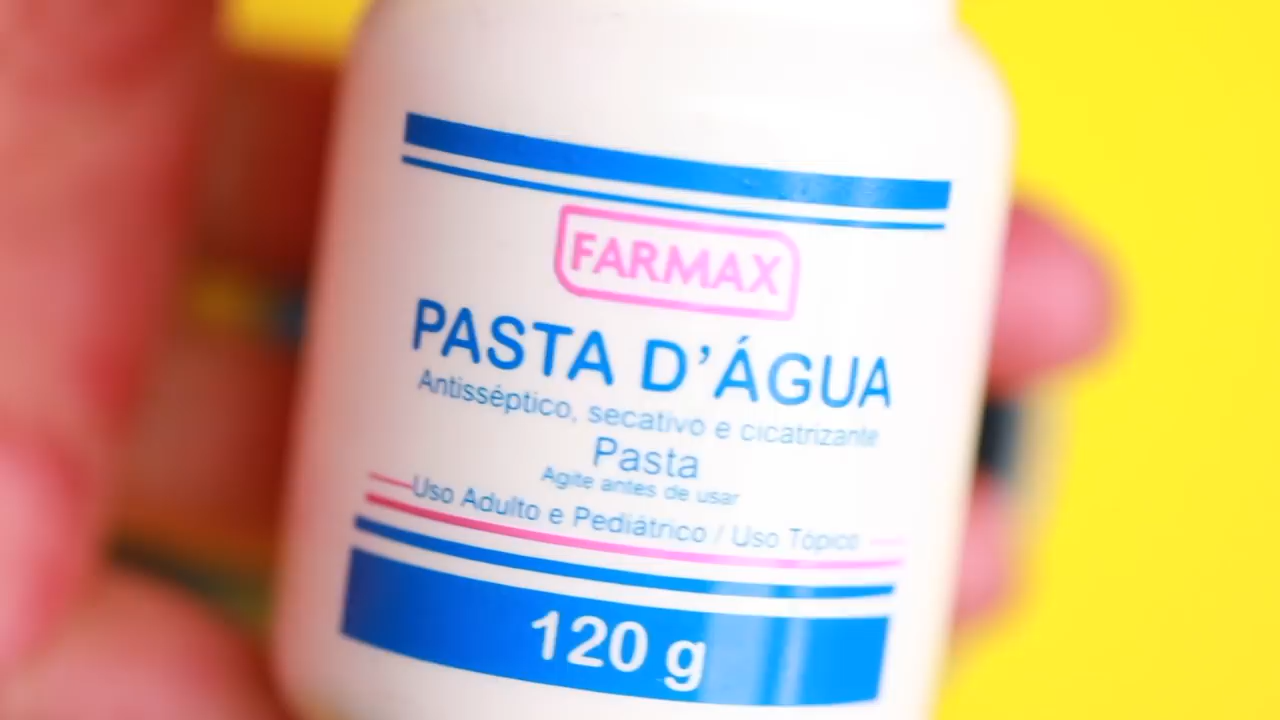 FARMAX
PASTA D'ÁGUA
Antisséptico, secativo e cicatrizante
Pasta
Agite antes de usar
Uso Adulto e Pediátrico / Uso Tópico
120 g